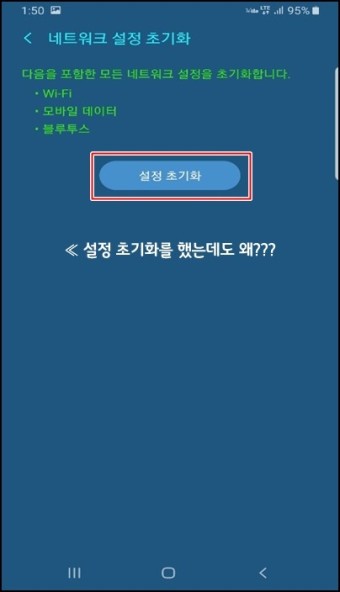 1:50 95%
< 네트워크 설정 초기화
다음을 포함한 모든 네트워크 설정을 초기화합니다.
• Wi-Fi
• 모바일 데이터
• 블루투스
설정 초기화
≪ 설정 초기화를 했는데도 왜???